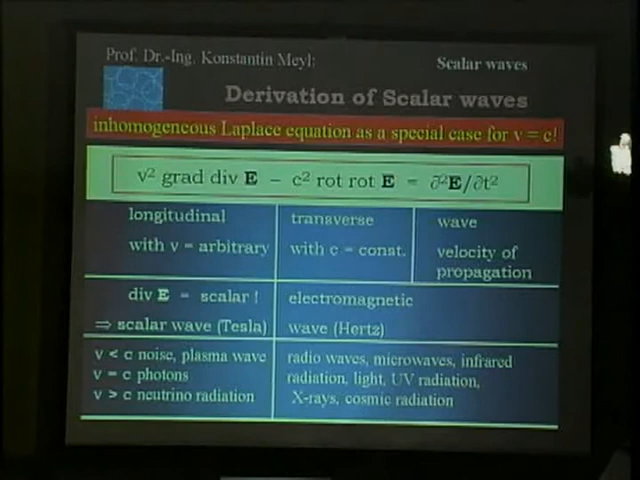 Prof. Dr.-Ing. Konstantin Meyl:
Scalar waves
Derivation of Scalar waves
inhomogeneous Laplace equation as a special case for v = c!
v² grad div E − c² rot rot E = ∂²E/∂t²
longitudinal
with v = arbitrary
transverse
with c = const.
wave
velocity of
propagation
div E = scalar !
⇒ scalar wave (Tesla)
electromagnetic
wave (Hertz)
v < c noise, plasma wave
v = c photons
v > c neutrino radiation
radio waves, microwaves, infrared
radiation, light, UV radiation,
X-rays, cosmic radiation